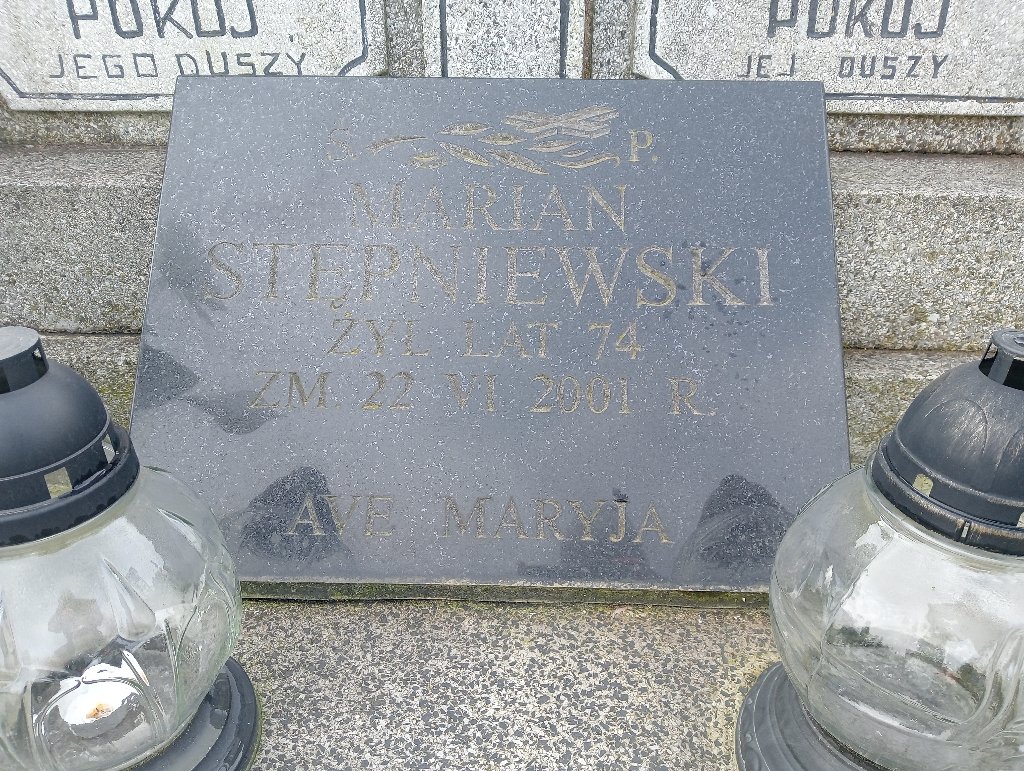 POKÓJ
JEGO DUSZY
POKÓJ
JEJ DUSZY
S. P.
MARIAN
STĘPNIEWSKI
ŻYŁ LAT 74
ZM. 22 VI 2001 R.
AVE MARYJA